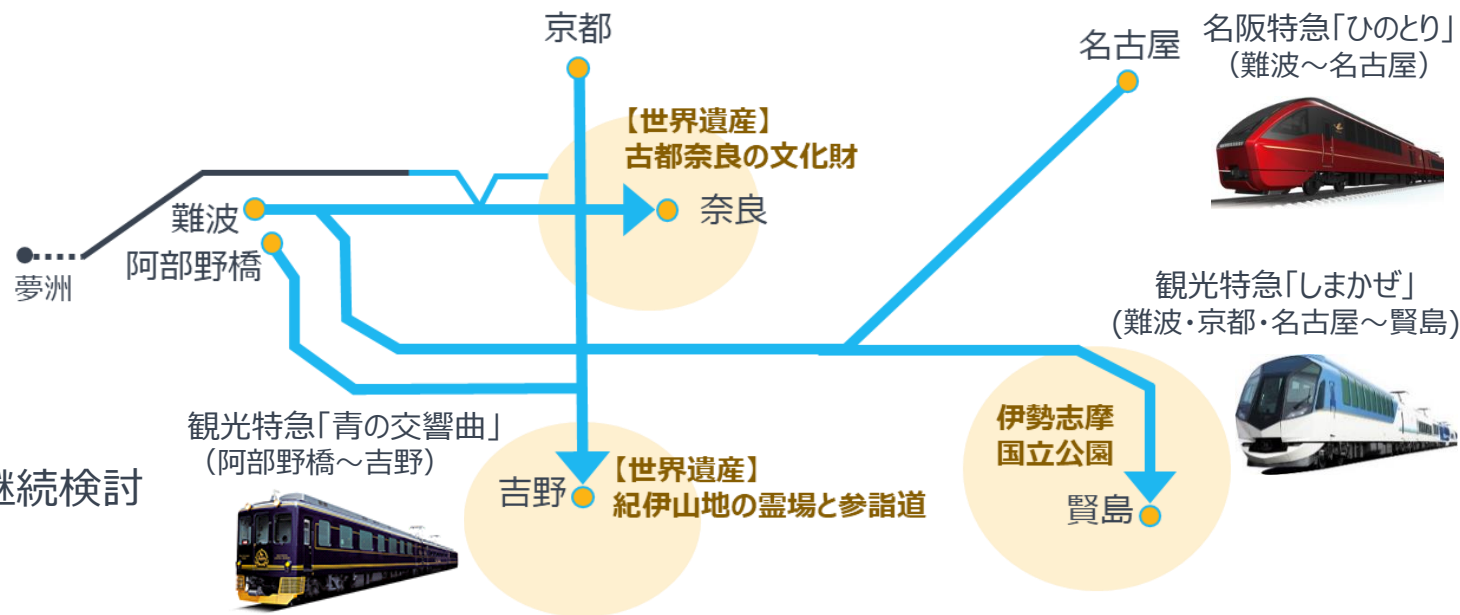 京都
名古屋
名阪特急「ひのとり」
（難波～名古屋）
【世界遺産】
古都奈良の文化財
難波
奈良
阿部野橋
夢洲
観光特急「しまかぜ」
(難波・京都・名古屋～賢島)
観光特急「青の交響曲」
（阿部野橋～吉野）
伊勢志摩
国立公園
継続検討
吉野
【世界遺産】
紀伊山地の霊場と参詣道
賢島